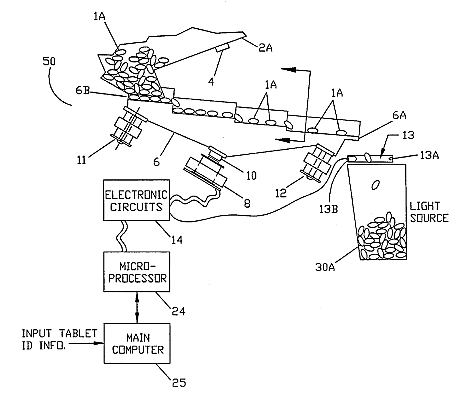 1A
2A
50
4
6B
1A
1A
6A
13
11
6
10
12
13A
8
13B
ELECTRONIC
CIRCUITS
LIGHT
SOURCE
14
30A
MICRO-
PROCESSOR
24
INPUT TABLET
ID INFO.
MAIN
COMPUTER
25